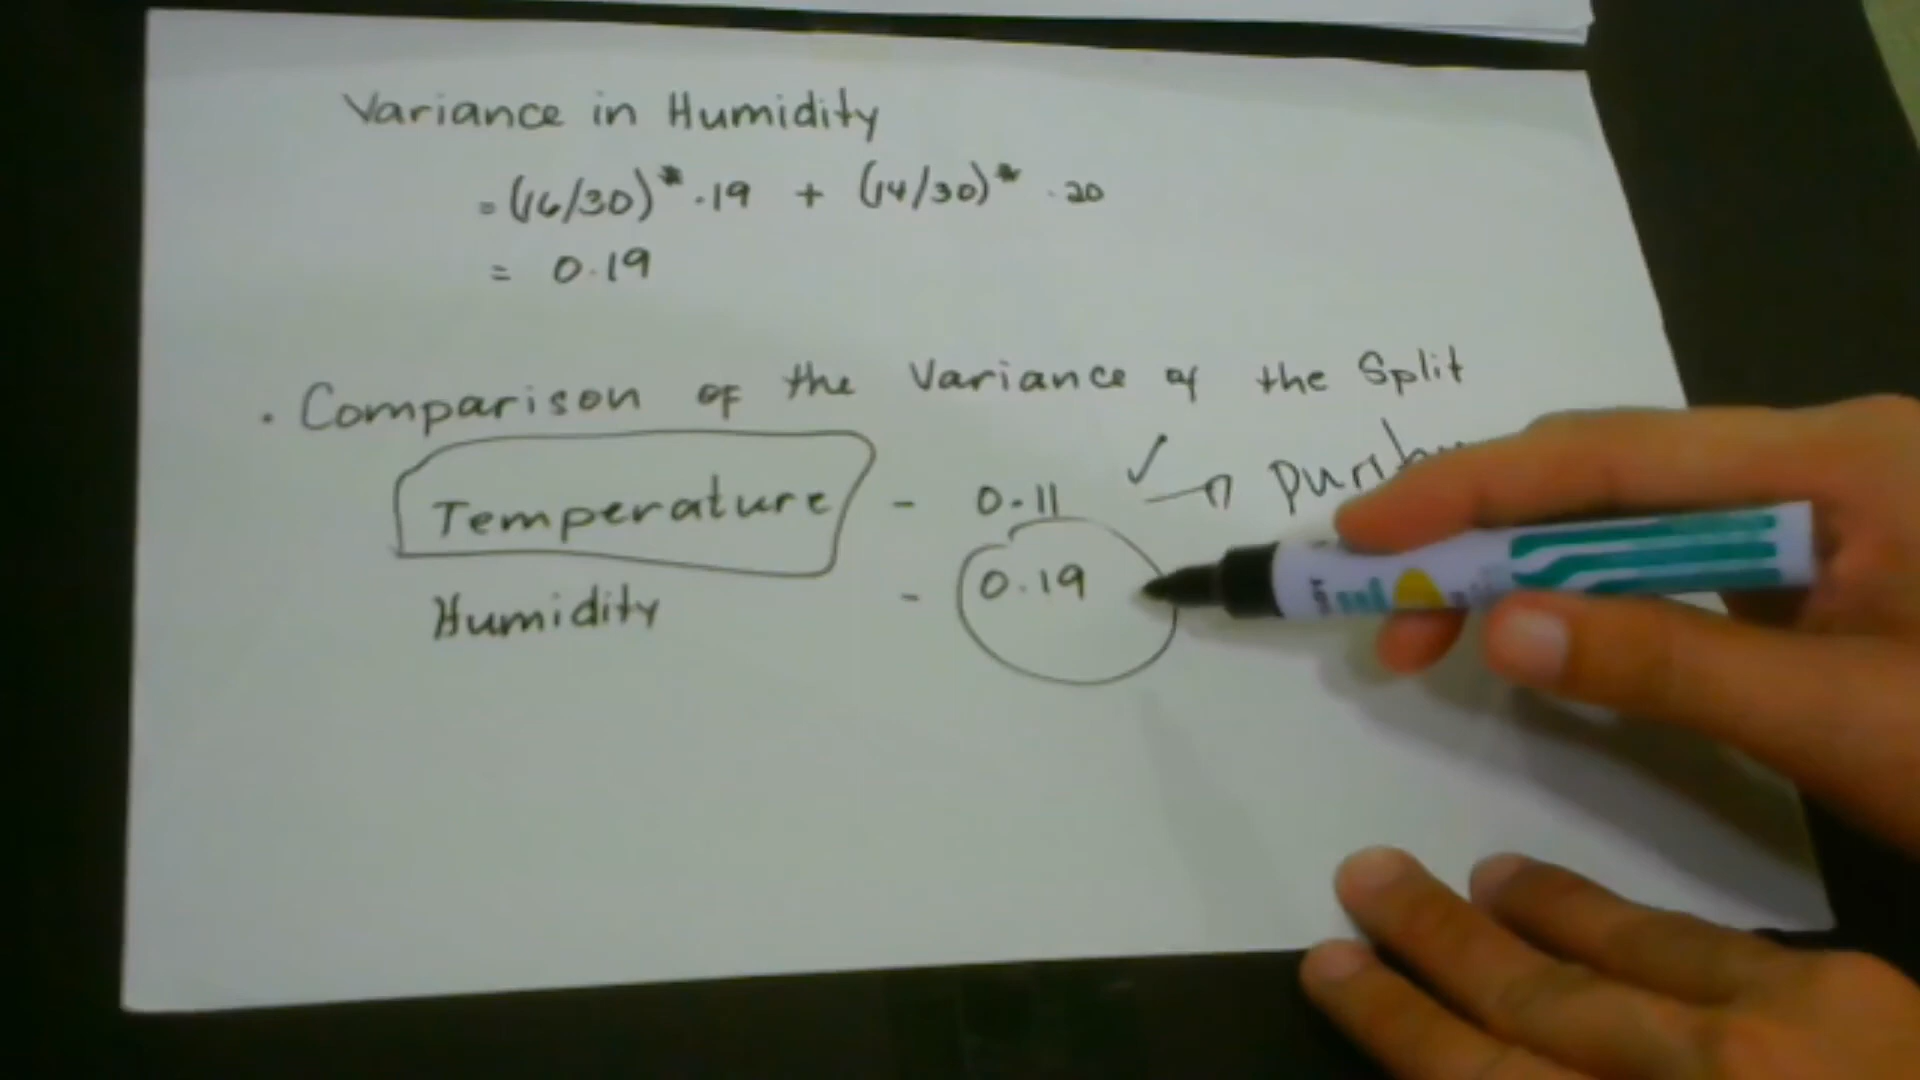 Variance in Humidity
= (16/30)* .19 + (14/30)* .20
= 0.19
. Comparison of the Variance of the Split
Temperature - 0.11 ✓
Humidity - 0.19